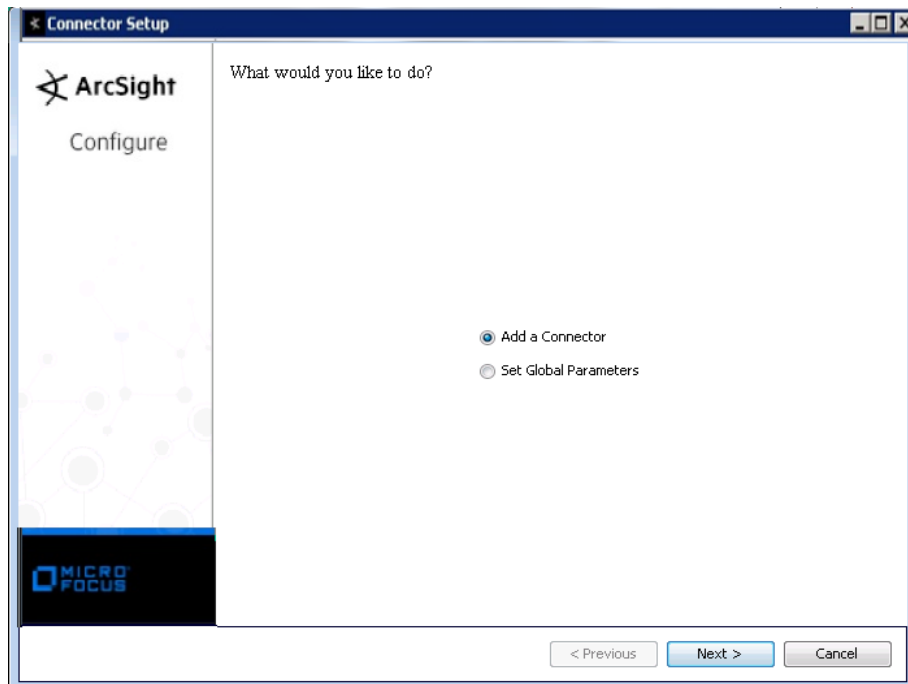 Connector Setup
ArcSight
Configure
What would you like to do?
Add a Connector
Set Global Parameters
MICRO
FOCUS
< Previous
Next >
Cancel